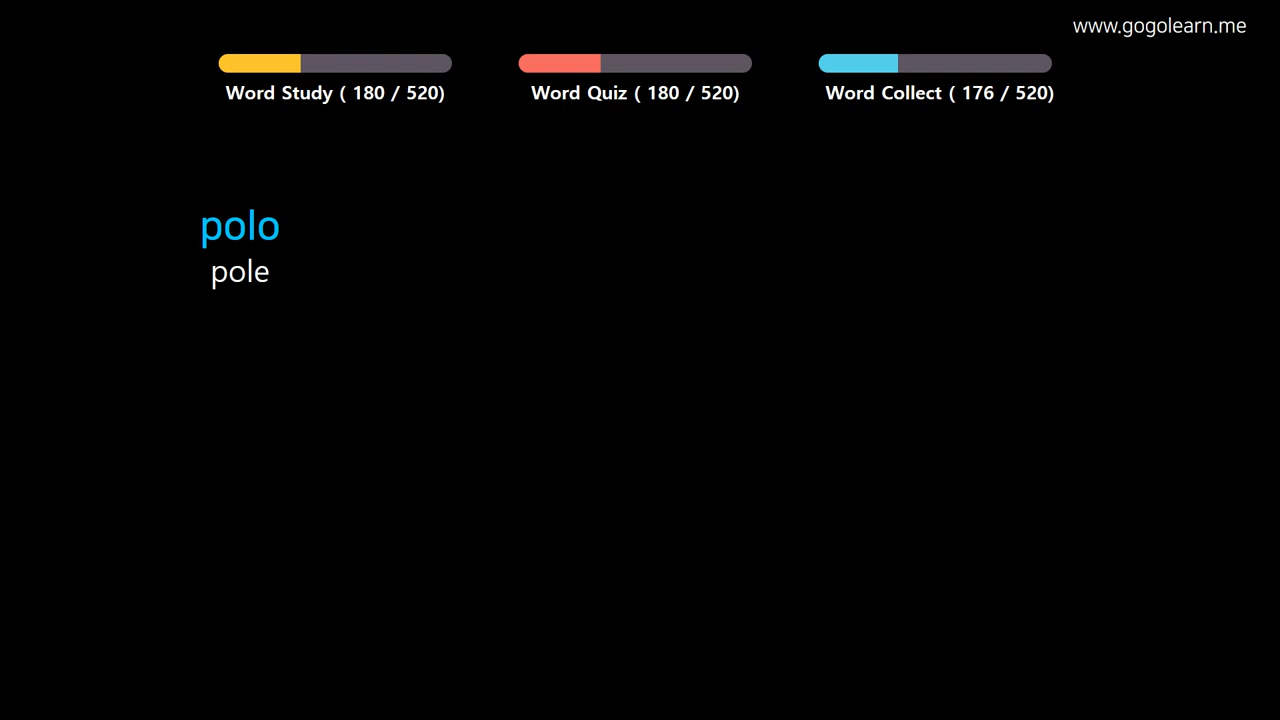 www.gogolearn.me
Word Study ( 180 / 520)
Word Quiz ( 180 / 520)
Word Collect ( 176 / 520)
polo
pole